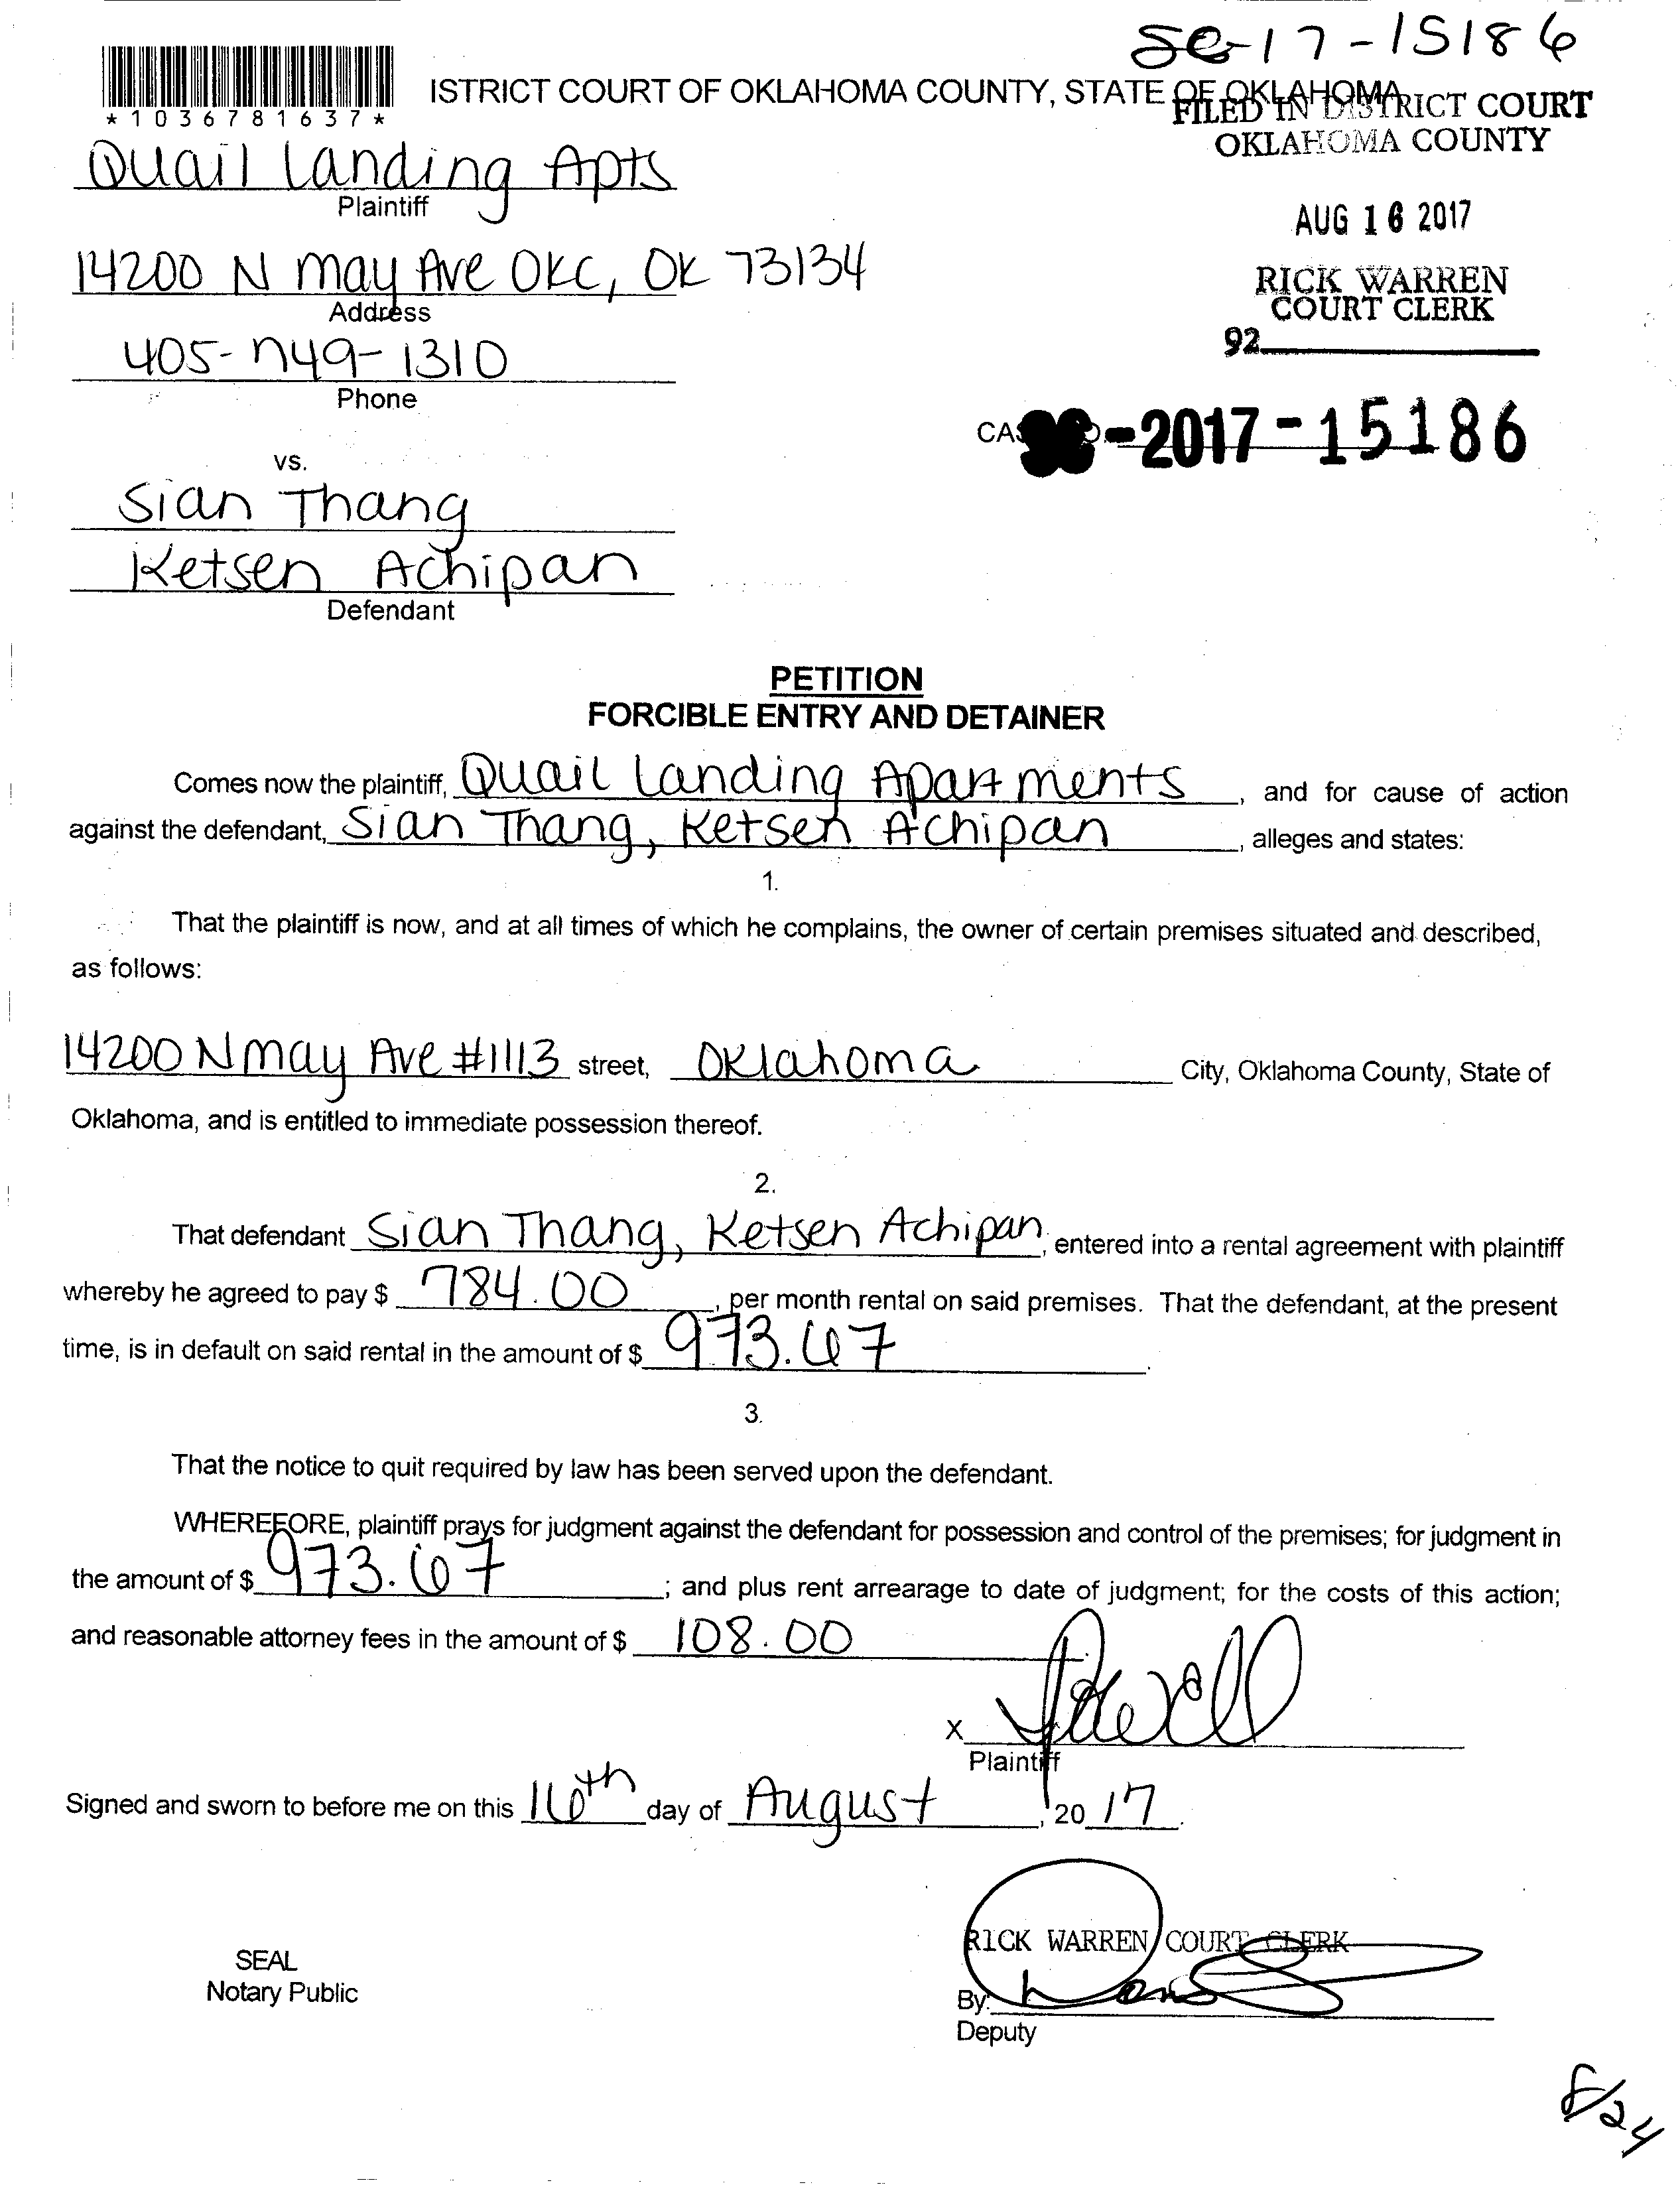 SC-17-15186
*1036781637*
ISTRICT COURT OF OKLAHOMA COUNTY, STATE OF OKLAHOMA
FILED IN DISTRICT COURT
OKLAHOMA COUNTY
Quail Landing Apts
Plaintiff
AUG 16 2017
14200 N May Ave OKC, OK 73134
Address
RICK WARREN
COURT CLERK
92
405-749-1310
Phone
-2017-15186
vs.
Sian Thang
Ketsen Achipan
Defendant
PETITION
FORCIBLE ENTRY AND DETAINER
Comes now the plaintiff, Quail Landing Apartments, and for cause of action
against the defendant, Sian Thang, Ketsen Achipan, alleges and states:
1.
That the plaintiff is now, and at all times of which he complains, the owner of certain premises situated and described,
as follows:
14200 N May Ave #1113 street, Oklahoma City, Oklahoma County, State of
Oklahoma, and is entitled to immediate possession thereof.
2.
That defendant Sian Thang, Ketsen Achipan, entered into a rental agreement with plaintiff
whereby he agreed to pay $ 784.00, per month rental on said premises. That the defendant, at the present
time, is in default on said rental in the amount of $ 973.67.
3.
That the notice to quit required by law has been served upon the defendant.
WHEREFORE, plaintiff prays for judgment against the defendant for possession and control of the premises; for judgment in
the amount of $ 973.67; and plus rent arrearage to date of judgment; for the costs of this action;
and reasonable attorney fees in the amount of $ 108.00
X
Plaintiff
Signed and sworn to before me on this 16th day of August, 20 17.
RICK WARREN COURT CLERK
SEAL
Notary Public
By:
Deputy
8/24